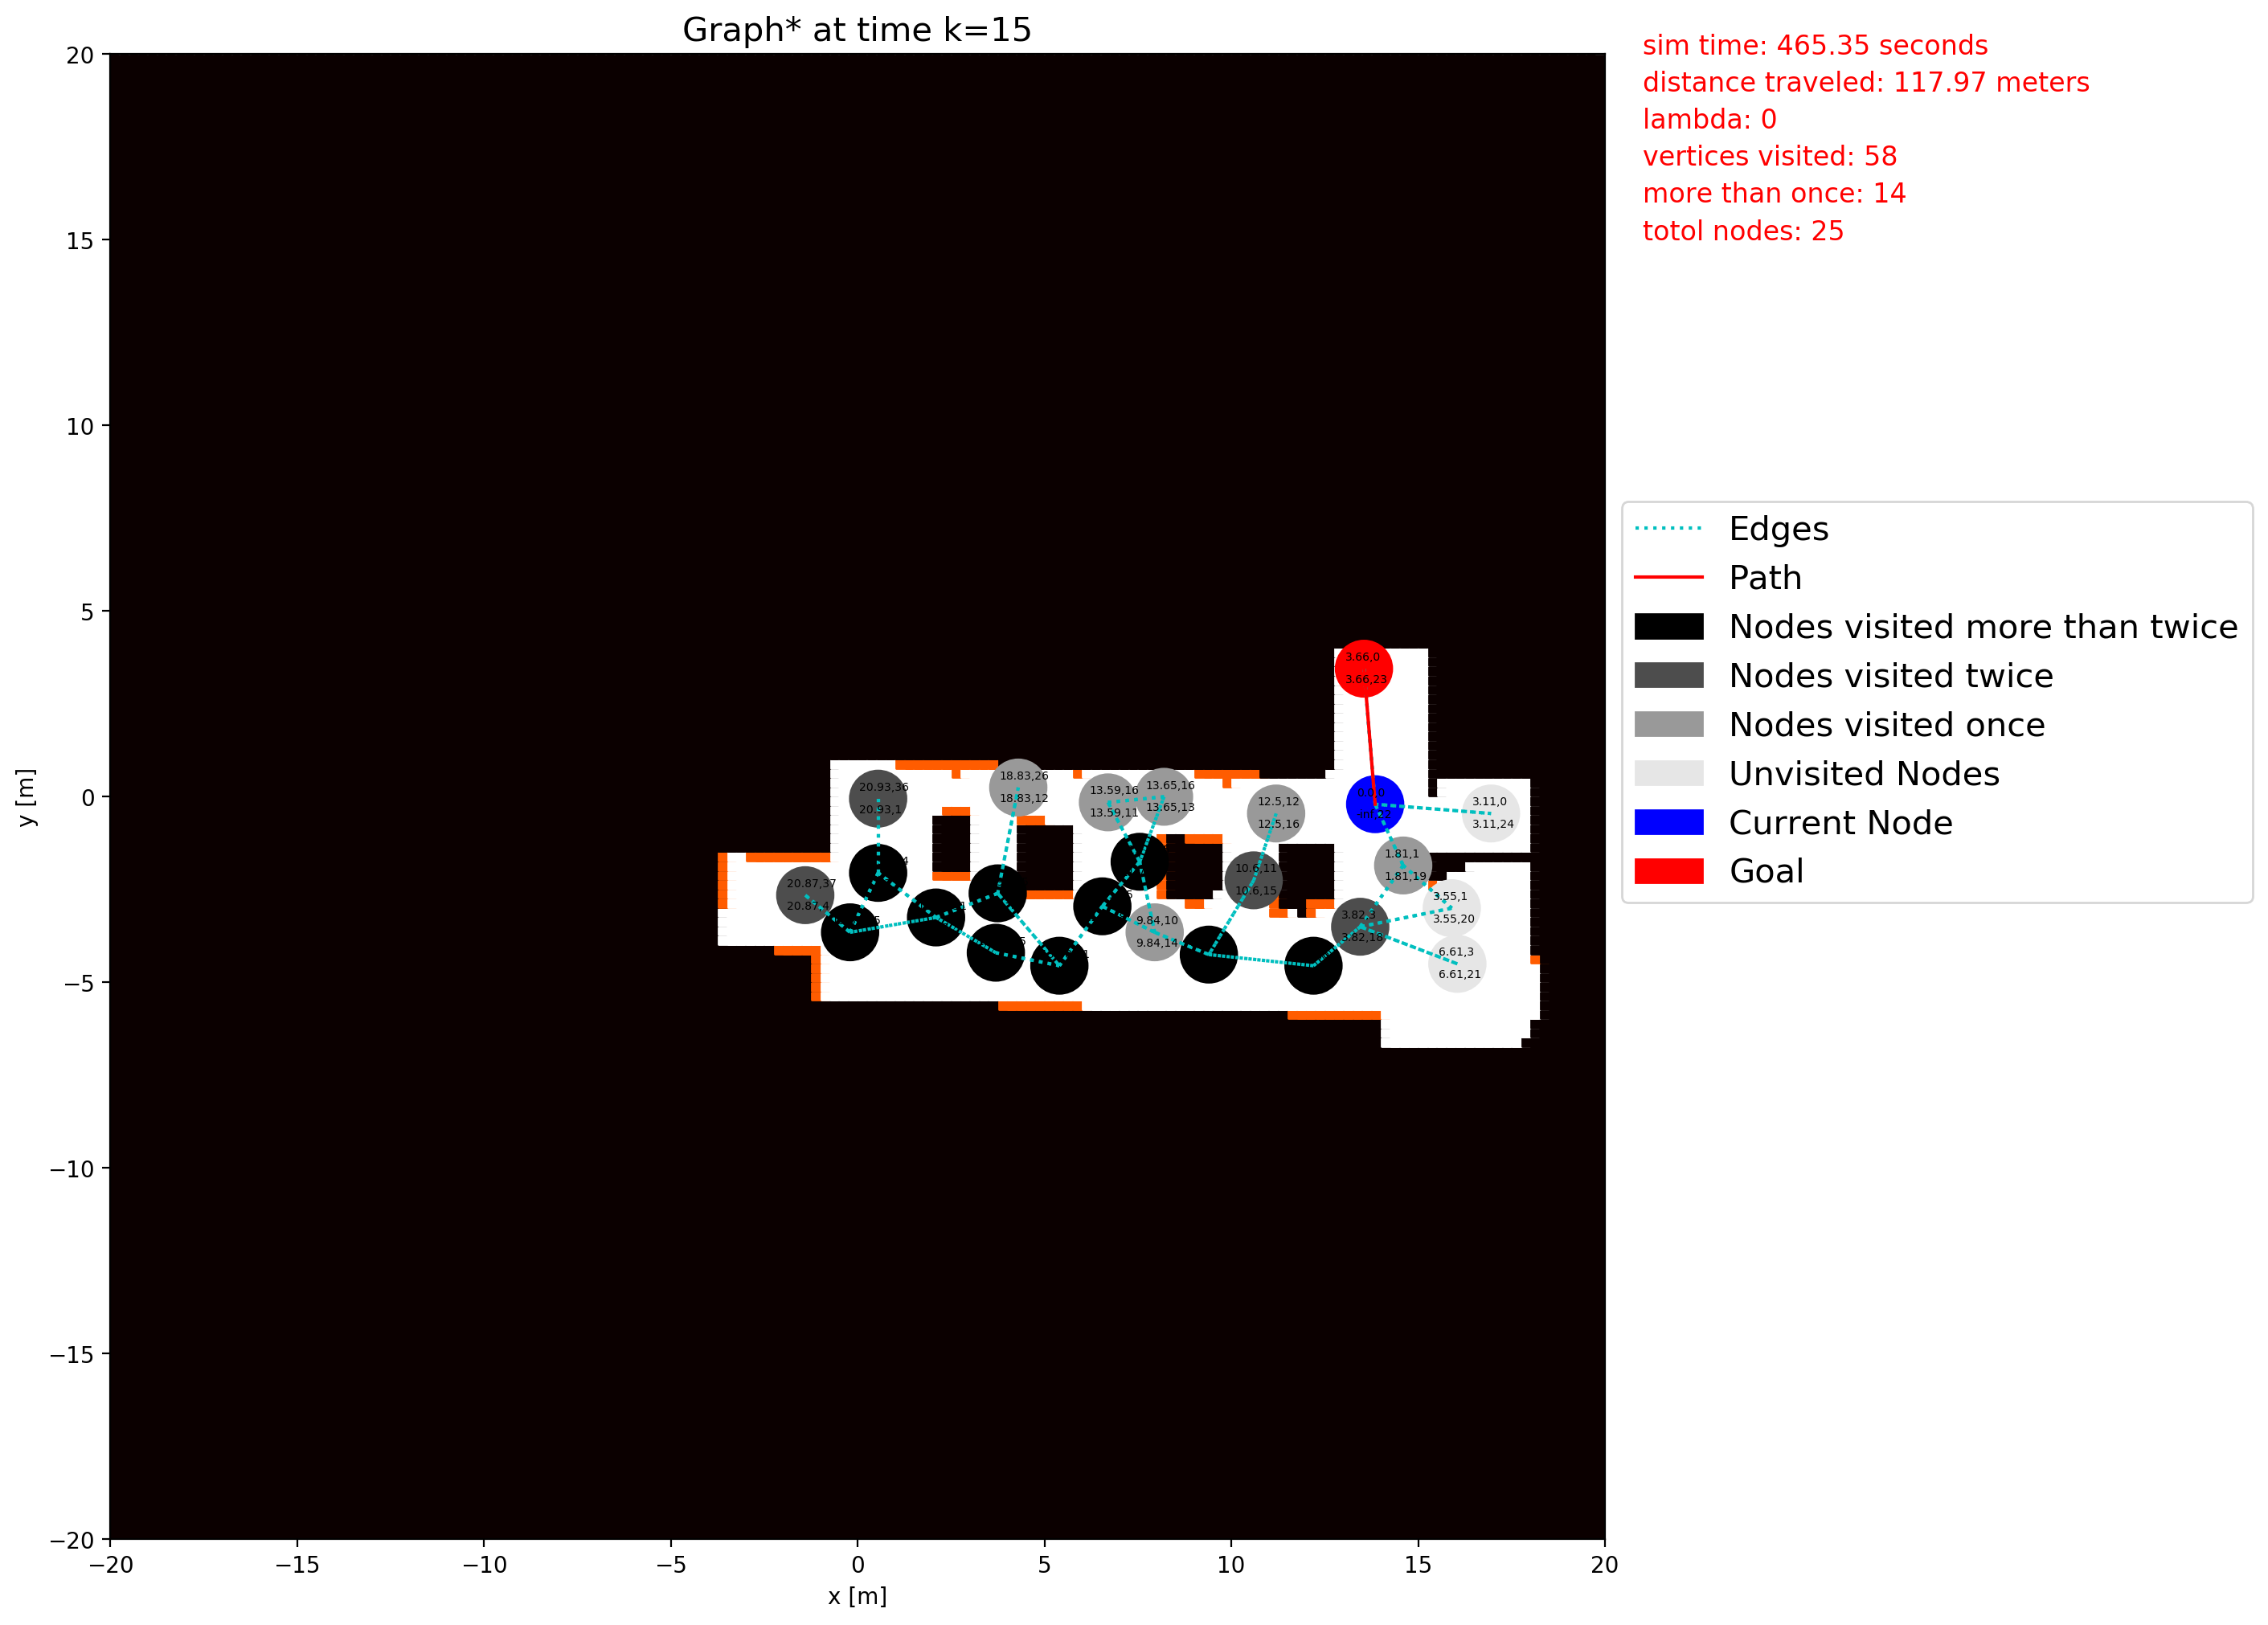 Graph* at time k=15
sim time: 465.35 seconds
distance traveled: 117.97 meters
lambda: 0
vertices visited: 58
more than once: 14
totol nodes: 25
20
15
10
5
0
−5
−10
−15
−20
y [m]
−20
−15
−10
−5
0
5
10
15
20
x [m]
Edges
Path
Nodes visited more than twice
Nodes visited twice
Nodes visited once
Unvisited Nodes
Current Node
Goal
3.66,0
3.66,23
20.93,36
20.93,1
18.83,26
18.83,12
13.59,16
13.59,11
13.65,16
13.65,13
12.5,12
12.5,16
3.11,0
3.11,24
1.81,1
1.81,19
10.6,11
10.6,15
20.87,37
20.87,4
3.55,1
3.55,20
3.82,3
3.82,18
9.84,10
9.84,14
6.61,3
6.61,21